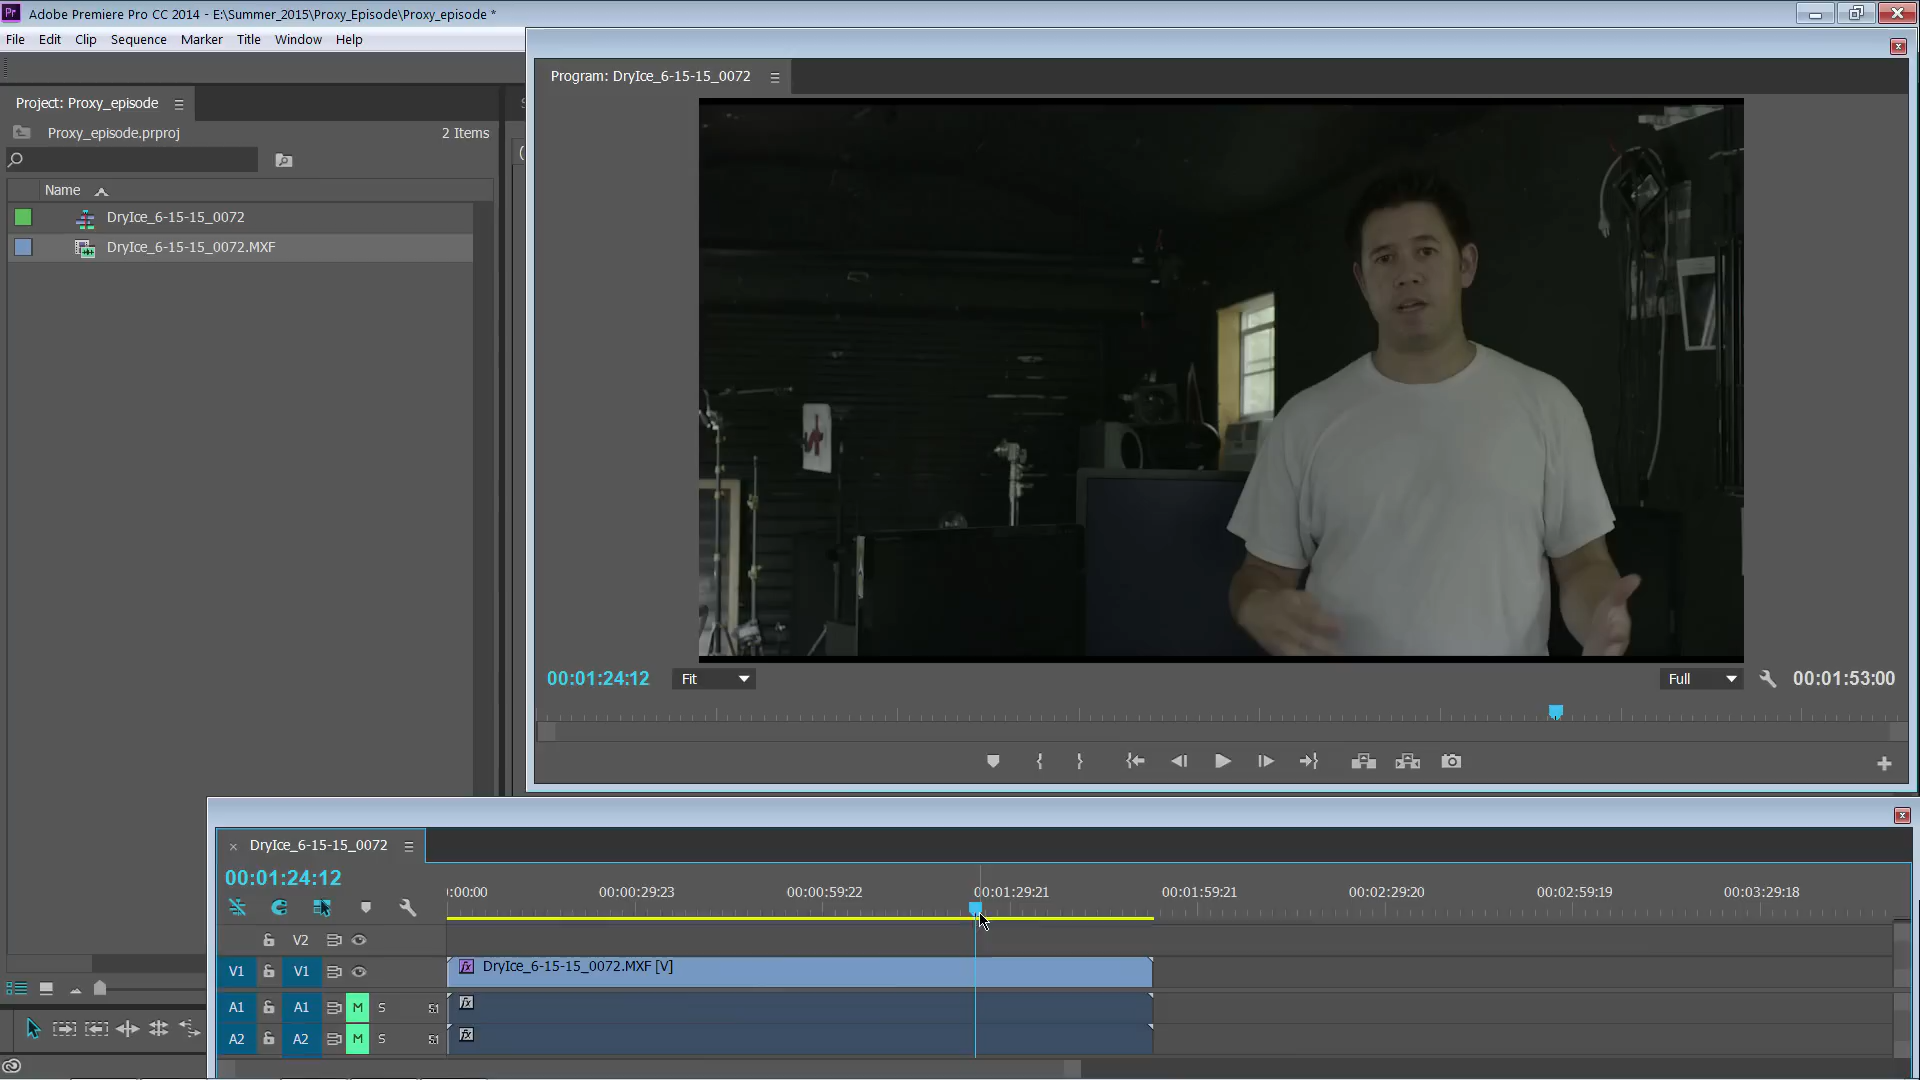 Pr Adobe Premiere Pro CC 2014 - E:\Summer_2015\Proxy_Episode\Proxy_episode *
File Edit Clip Sequence Marker Title Window Help
Project: Proxy_episode
Proxy_episode.prproj 2 Items
Name
DryIce_6-15-15_0072
DryIce_6-15-15_0072.MXF
Program: DryIce_6-15-15_0072
00:01:24:12 Fit Full 00:01:53:00
DryIce_6-15-15_0072
00:01:24:12
:00:00 00:00:29:23 00:00:59:22 00:01:29:21 00:01:59:21 00:02:29:20 00:02:59:19 00:03:29:18
V2
V1 V1 fx DryIce_6-15-15_0072.MXF [V]
A1 A1 M S fx
A2 A2 M S fx